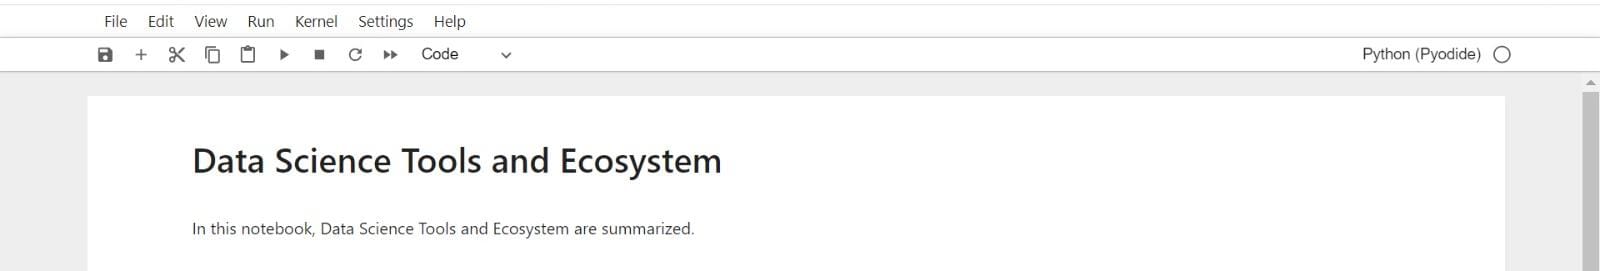 File Edit View Run Kernel Settings Help
Code Python (Pyodide)
Data Science Tools and Ecosystem
In this notebook, Data Science Tools and Ecosystem are summarized.